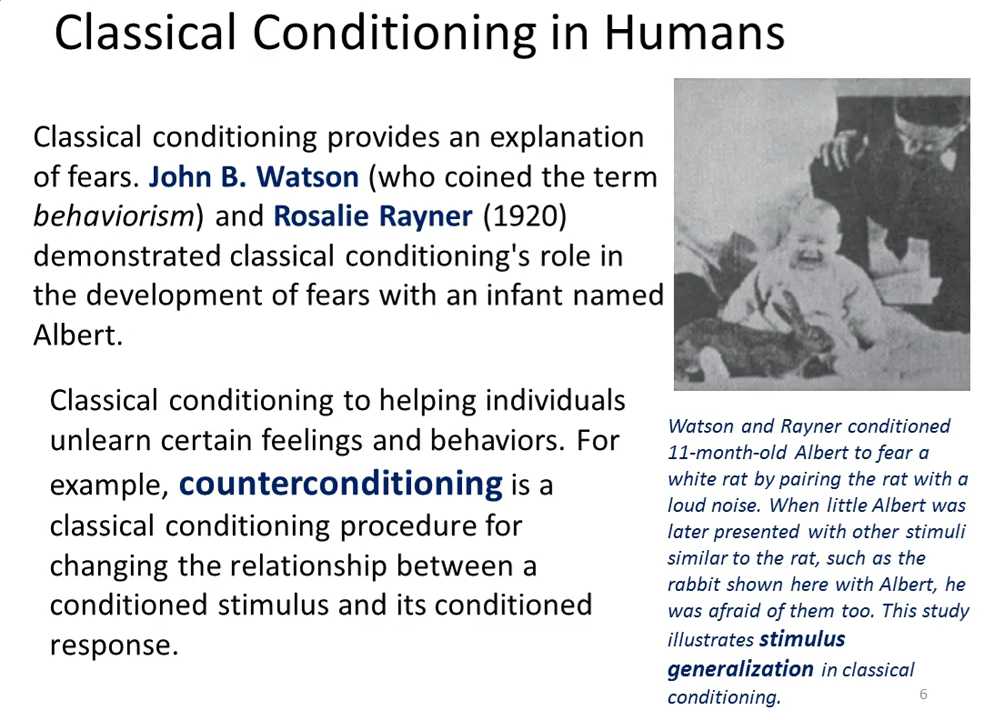 Classical Conditioning in Humans
Classical conditioning provides an explanation
of fears. John B. Watson (who coined the term
behaviorism) and Rosalie Rayner (1920)
demonstrated classical conditioning's role in
the development of fears with an infant named
Albert.
Classical conditioning to helping individuals
unlearn certain feelings and behaviors. For
example, counterconditioning is a
classical conditioning procedure for
changing the relationship between a
conditioned stimulus and its conditioned
response.
Watson and Rayner conditioned
11-month-old Albert to fear a
white rat by pairing the rat with a
loud noise. When little Albert was
later presented with other stimuli
similar to the rat, such as the
rabbit shown here with Albert, he
was afraid of them too. This study
illustrates stimulus
generalization in classical
conditioning.
6